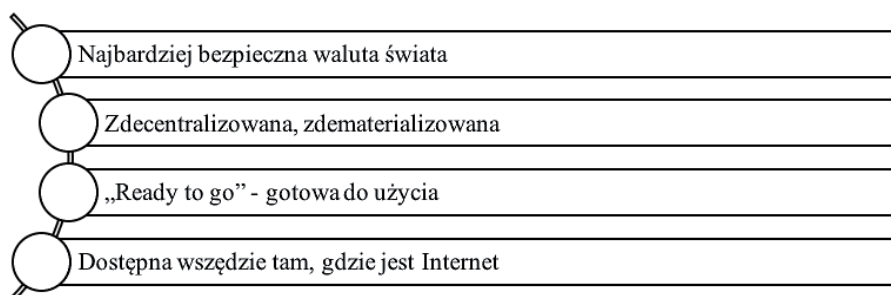 Najbardziej bezpieczna waluta świata
Zdecentralizowana, zdematerializowana
„Ready to go” - gotowa do użycia
Dostępna wszędzie tam, gdzie jest Internet